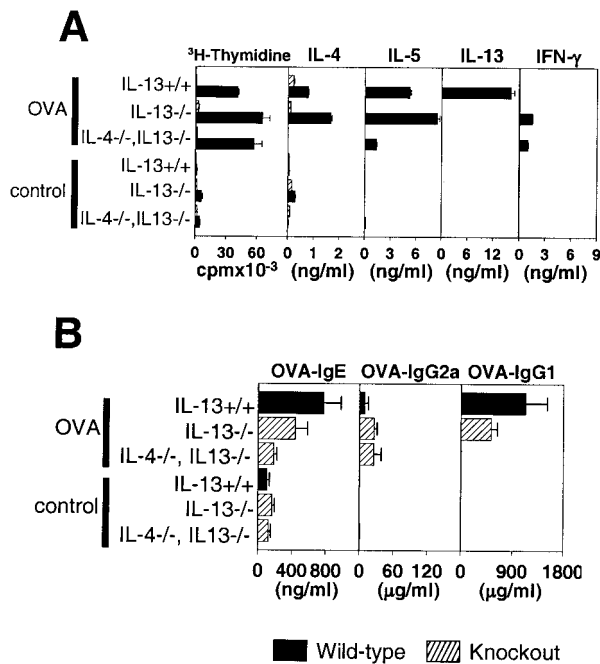 A
³H-Thymidine IL-4 IL-5 IL-13 IFN-γ
OVA
IL-13+/+
IL-13-/-
IL-4-/-,IL13-/-
control
IL-13+/+
IL-13-/-
IL-4-/-,IL13-/-
0 30 60 0 1 2 0 3 6 0 6 12 0 3 6 9
cpmx10-3 (ng/ml) (ng/ml) (ng/ml) (ng/ml)
B
OVA-IgE OVA-IgG2a OVA-IgG1
OVA
IL-13+/+
IL-13-/-
IL-4-/-, IL13-/-
control
IL-13+/+
IL-13-/-
IL-4-/-, IL13-/-
0 400 800 0 60 120 0 900 1800
(ng/ml) (μg/ml) (μg/ml)
Wild-type Knockout